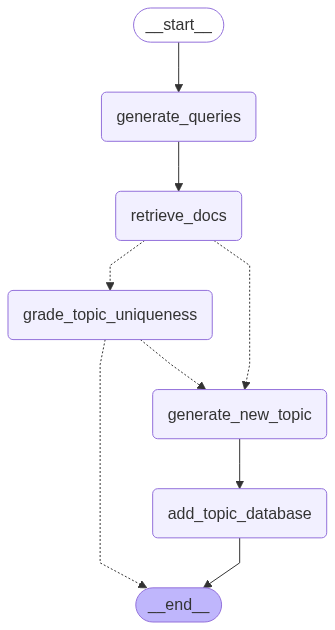 __start__
generate_queries
retrieve_docs
grade_topic_uniqueness
generate_new_topic
add_topic_database
__end__